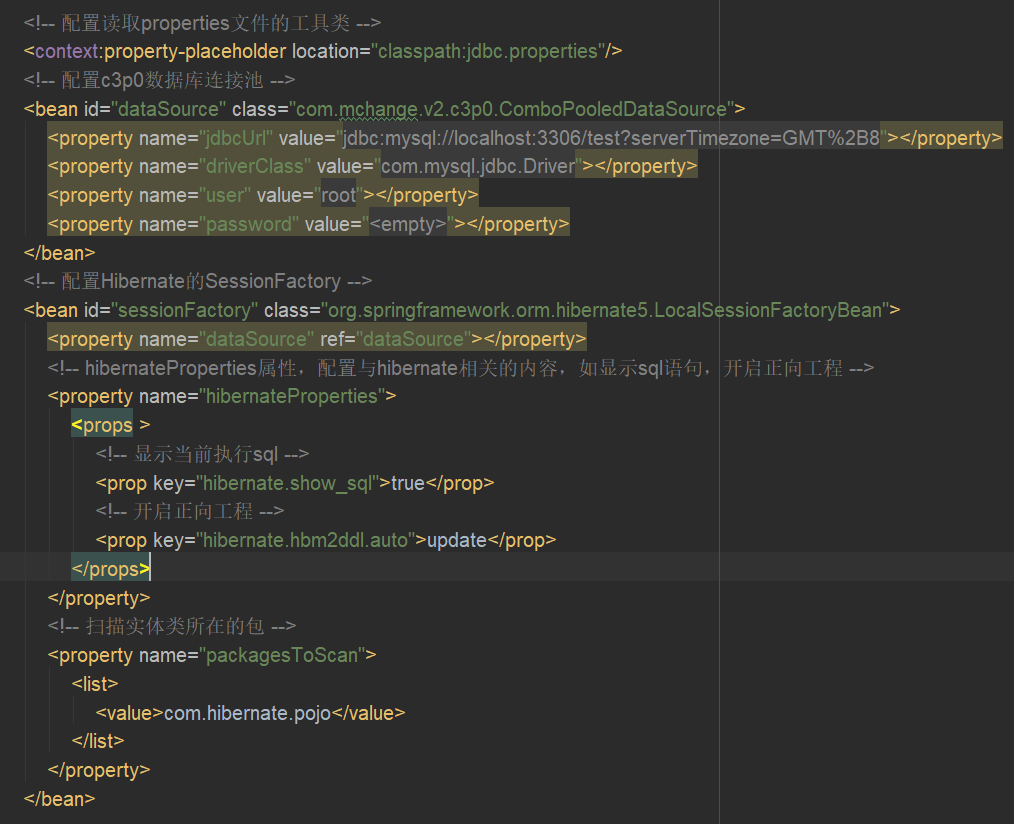 <!-- 配置读取properties文件的工具类 -->
<context:property-placeholder location="classpath:jdbc.properties"/>
<!-- 配置c3p0数据库连接池 -->
<bean id="dataSource" class="com.mchange.v2.c3p0.ComboPooledDataSource">
<property name="jdbcUrl" value="jdbc:mysql://localhost:3306/test?serverTimezone=GMT%2B8"></property>
<property name="driverClass" value="com.mysql.jdbc.Driver"></property>
<property name="user" value="root"></property>
<property name="password" value="<empty>"></property>
</bean>
<!-- 配置Hibernate的SessionFactory -->
<bean id="sessionFactory" class="org.springframework.orm.hibernate5.LocalSessionFactoryBean">
<property name="dataSource" ref="dataSource"></property>
<!-- hibernateProperties属性，配置与hibernate相关的内容，如显示sql语句，开启正向工程 -->
<property name="hibernateProperties">
<props >
<!-- 显示当前执行sql -->
<prop key="hibernate.show_sql">true</prop>
<!-- 开启正向工程 -->
<prop key="hibernate.hbm2ddl.auto">update</prop>
</props>
</property>
<!-- 扫描实体类所在的包 -->
<property name="packagesToScan">
<list>
<value>com.hibernate.pojo</value>
</list>
</property>
</bean>